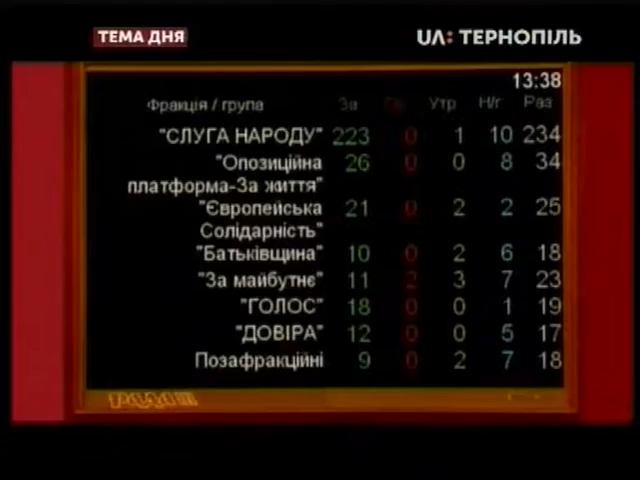 ТЕМА ДНЯ
UA: ТЕРНОПІЛЬ
13:38
Фракція / група За Пр Утр Н/г Раз
"СЛУГА НАРОДУ" 223 0 1 10 234
"Опозиційна 26 0 0 8 34
платформа-За життя"
"Європейська 21 0 2 2 25
Солідарність"
"Батьківщина" 10 0 2 6 18
"За майбутнє" 11 2 3 7 23
"ГОЛОС" 18 0 0 1 19
"ДОВІРА" 12 0 0 5 17
Позафракційні 9 0 2 7 18
РАДА